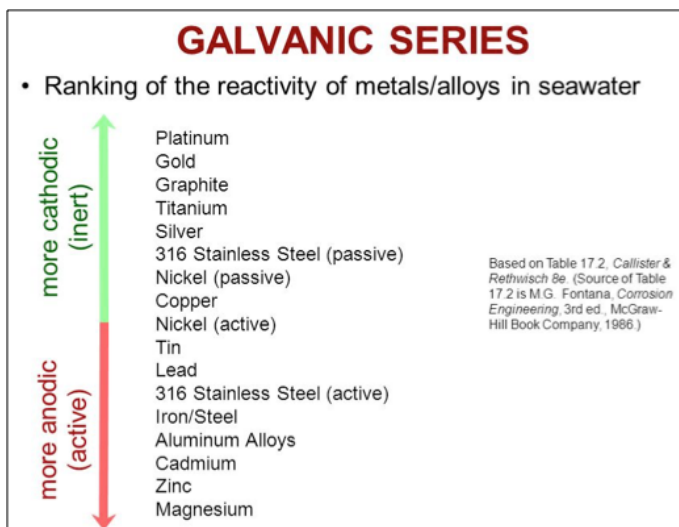 GALVANIC SERIES
• Ranking of the reactivity of metals/alloys in seawater
more cathodic
(inert)
more anodic
(active)
Platinum
Gold
Graphite
Titanium
Silver
316 Stainless Steel (passive)
Nickel (passive)
Copper
Nickel (active)
Tin
Lead
316 Stainless Steel (active)
Iron/Steel
Aluminum Alloys
Cadmium
Zinc
Magnesium
Based on Table 17.2, Callister &
Rethwisch 8e. (Source of Table
17.2 is M.G. Fontana, Corrosion
Engineering, 3rd ed., McGraw-
Hill Book Company, 1986.)